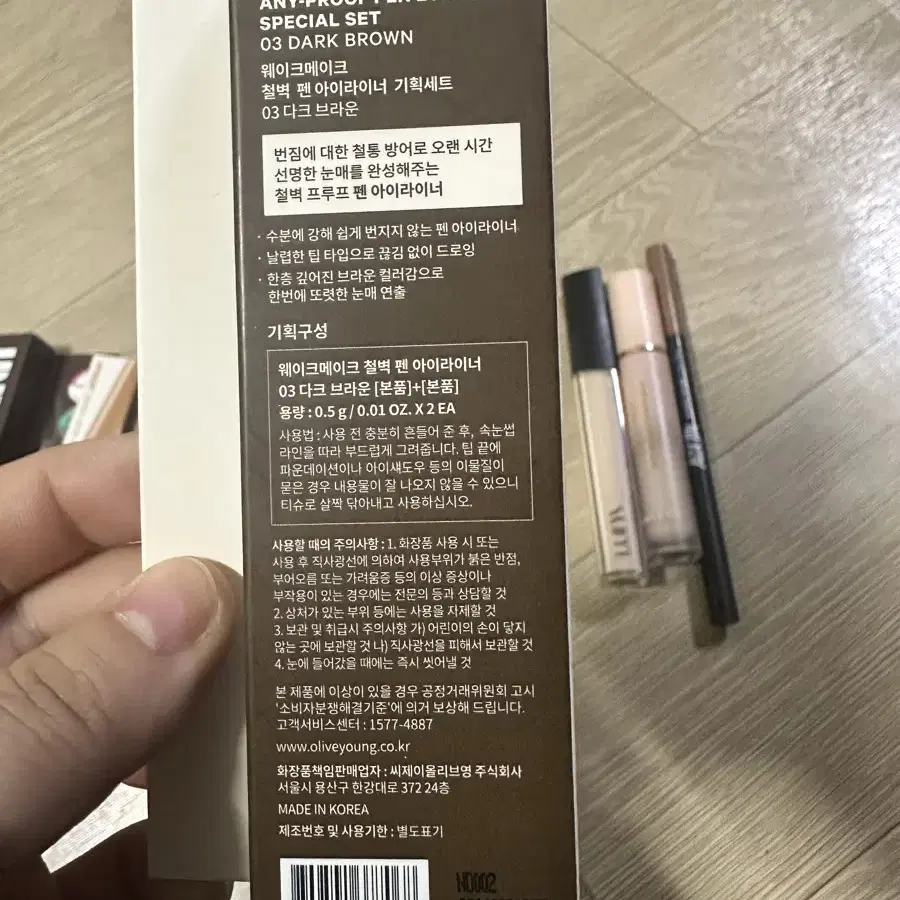 SPECIAL SET
03 DARK BROWN
웨이크메이크
철벽 펜 아이라이너 기획세트
03 다크 브라운
번짐에 대한 철통 방어로 오랜 시간
선명한 눈매를 완성해주는
철벽 프루프 펜 아이라이너
· 수분에 강해 쉽게 번지지 않는 펜 아이라이너
· 날렵한 팁 타입으로 끊김 없이 드로잉
· 한층 깊어진 브라운 컬러감으로
한번에 또렷한 눈매 연출
기획구성
웨이크메이크 철벽 펜 아이라이너
03 다크 브라운 [본품]+[본품]
용량 : 0.5 g / 0.01 OZ. X 2 EA
사용법 : 사용 전 충분히 흔들어 준 후, 속눈썹
라인을 따라 부드럽게 그려줍니다. 팁 끝에
파운데이션이나 아이섀도우 등의 이물질이
묻은 경우 내용물이 잘 나오지 않을 수 있으니
티슈로 살짝 닦아내고 사용하십시오.
사용할 때의 주의사항 : 1. 화장품 사용 시 또는
사용 후 직사광선에 의하여 사용부위가 붉은 반점,
부어오름 또는 가려움증 등의 이상 증상이나
부작용이 있는 경우에는 전문의 등과 상담할 것
2. 상처가 있는 부위 등에는 사용을 자제할 것
3. 보관 및 취급시 주의사항 가) 어린이의 손이 닿지
않는 곳에 보관할 것 나) 직사광선을 피해서 보관할 것
4. 눈에 들어갔을 때에는 즉시 씻어낼 것
본 제품에 이상이 있을 경우 공정거래위원회 고시
'소비자분쟁해결기준'에 의거 보상해 드립니다.
고객서비스센터 : 1577-4887
www.oliveyoung.co.kr
화장품책임판매업자 : 씨제이올리브영 주식회사
서울시 용산구 한강대로 372 24층
MADE IN KOREA
제조번호 및 사용기한 : 별도표기